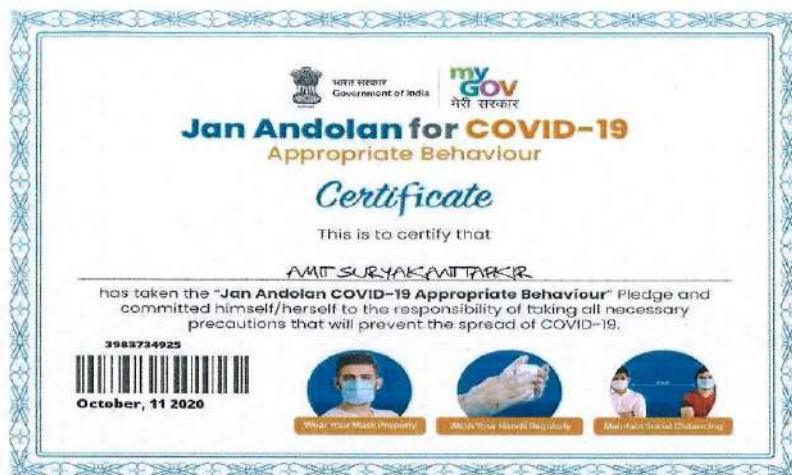 भारत सरकार
Government of India
my
GOV
मेरी सरकार
Jan Andolan for COVID-19
Appropriate Behaviour
Certificate
This is to certify that
AMIT SURYAKANT TAPKIR
has taken the "Jan Andolan COVID-19 Appropriate Behaviour" Pledge and
committed himself/herself to the responsibility of taking all necessary
precautions that will prevent the spread of COVID-19.
3983734925
October, 11 2020
Wear Your Mask Properly
Wash Your Hands Regularly
Maintain Social Distancing